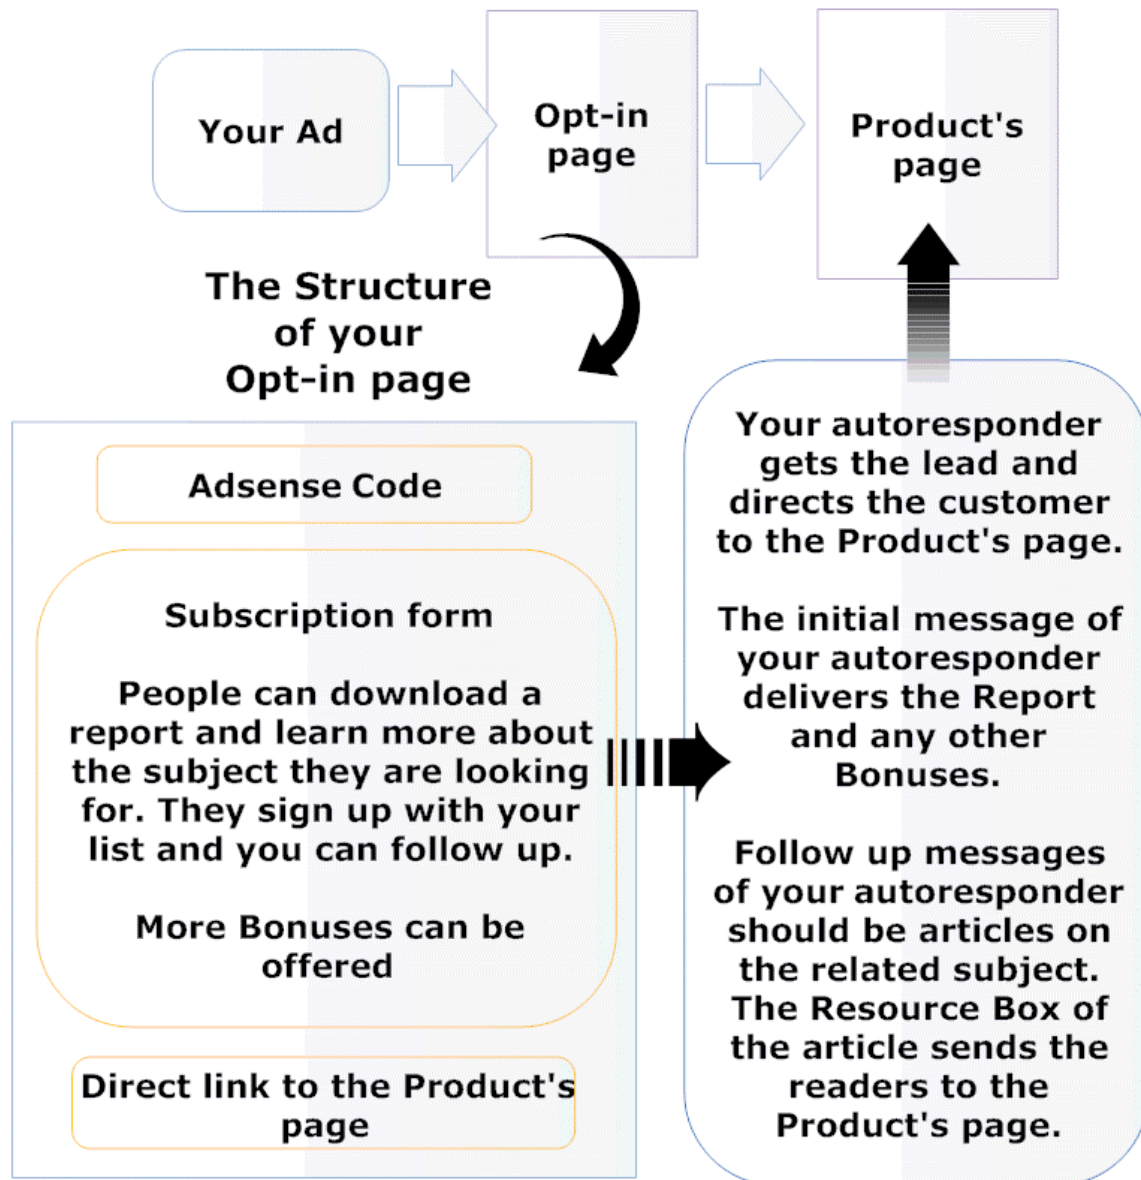 Your Ad
Opt-in
page
Product's
page
The Structure
of your
Opt-in page
Adsense Code
Subscription form
People can download a
report and learn more about
the subject they are looking
for. They sign up with your
list and you can follow up.
More Bonuses can be
offered
Direct link to the Product's
page
Your autoresponder
gets the lead and
directs the customer
to the Product's page.
The initial message of
your autoresponder
delivers the Report
and any other
Bonuses.
Follow up messages
of your autoresponder
should be articles on
the related subject.
The Resource Box of
the article sends the
readers to the
Product's page.